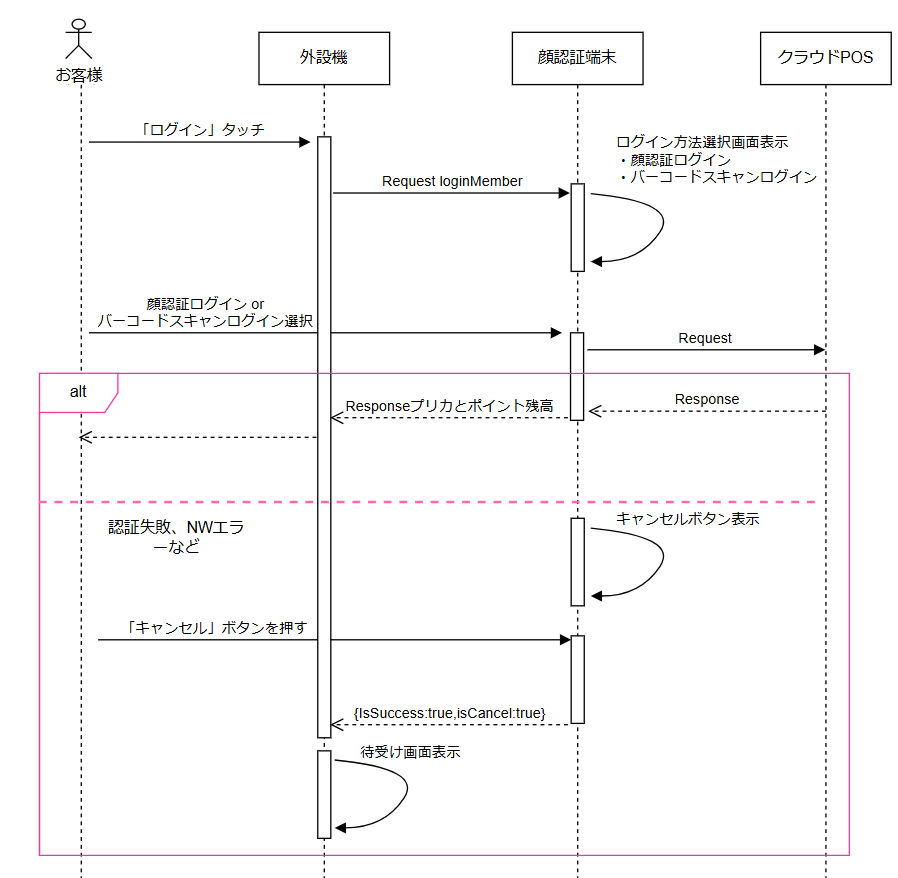 お客様
外設機
顔認証端末
クラウドPOS
「ログイン」タッチ
ログイン方法選択画面表示
・顔認証ログイン
・バーコードスキャンログイン
Request loginMember
顔認証ログイン or
バーコードスキャンログイン選択
Request
alt
Responseプリカとポイント残高
Response
認証失敗、NWエラ
ーなど
キャンセルボタン表示
「キャンセル」ボタンを押す
{IsSuccess:true,isCancel:true}
待受け画面表示